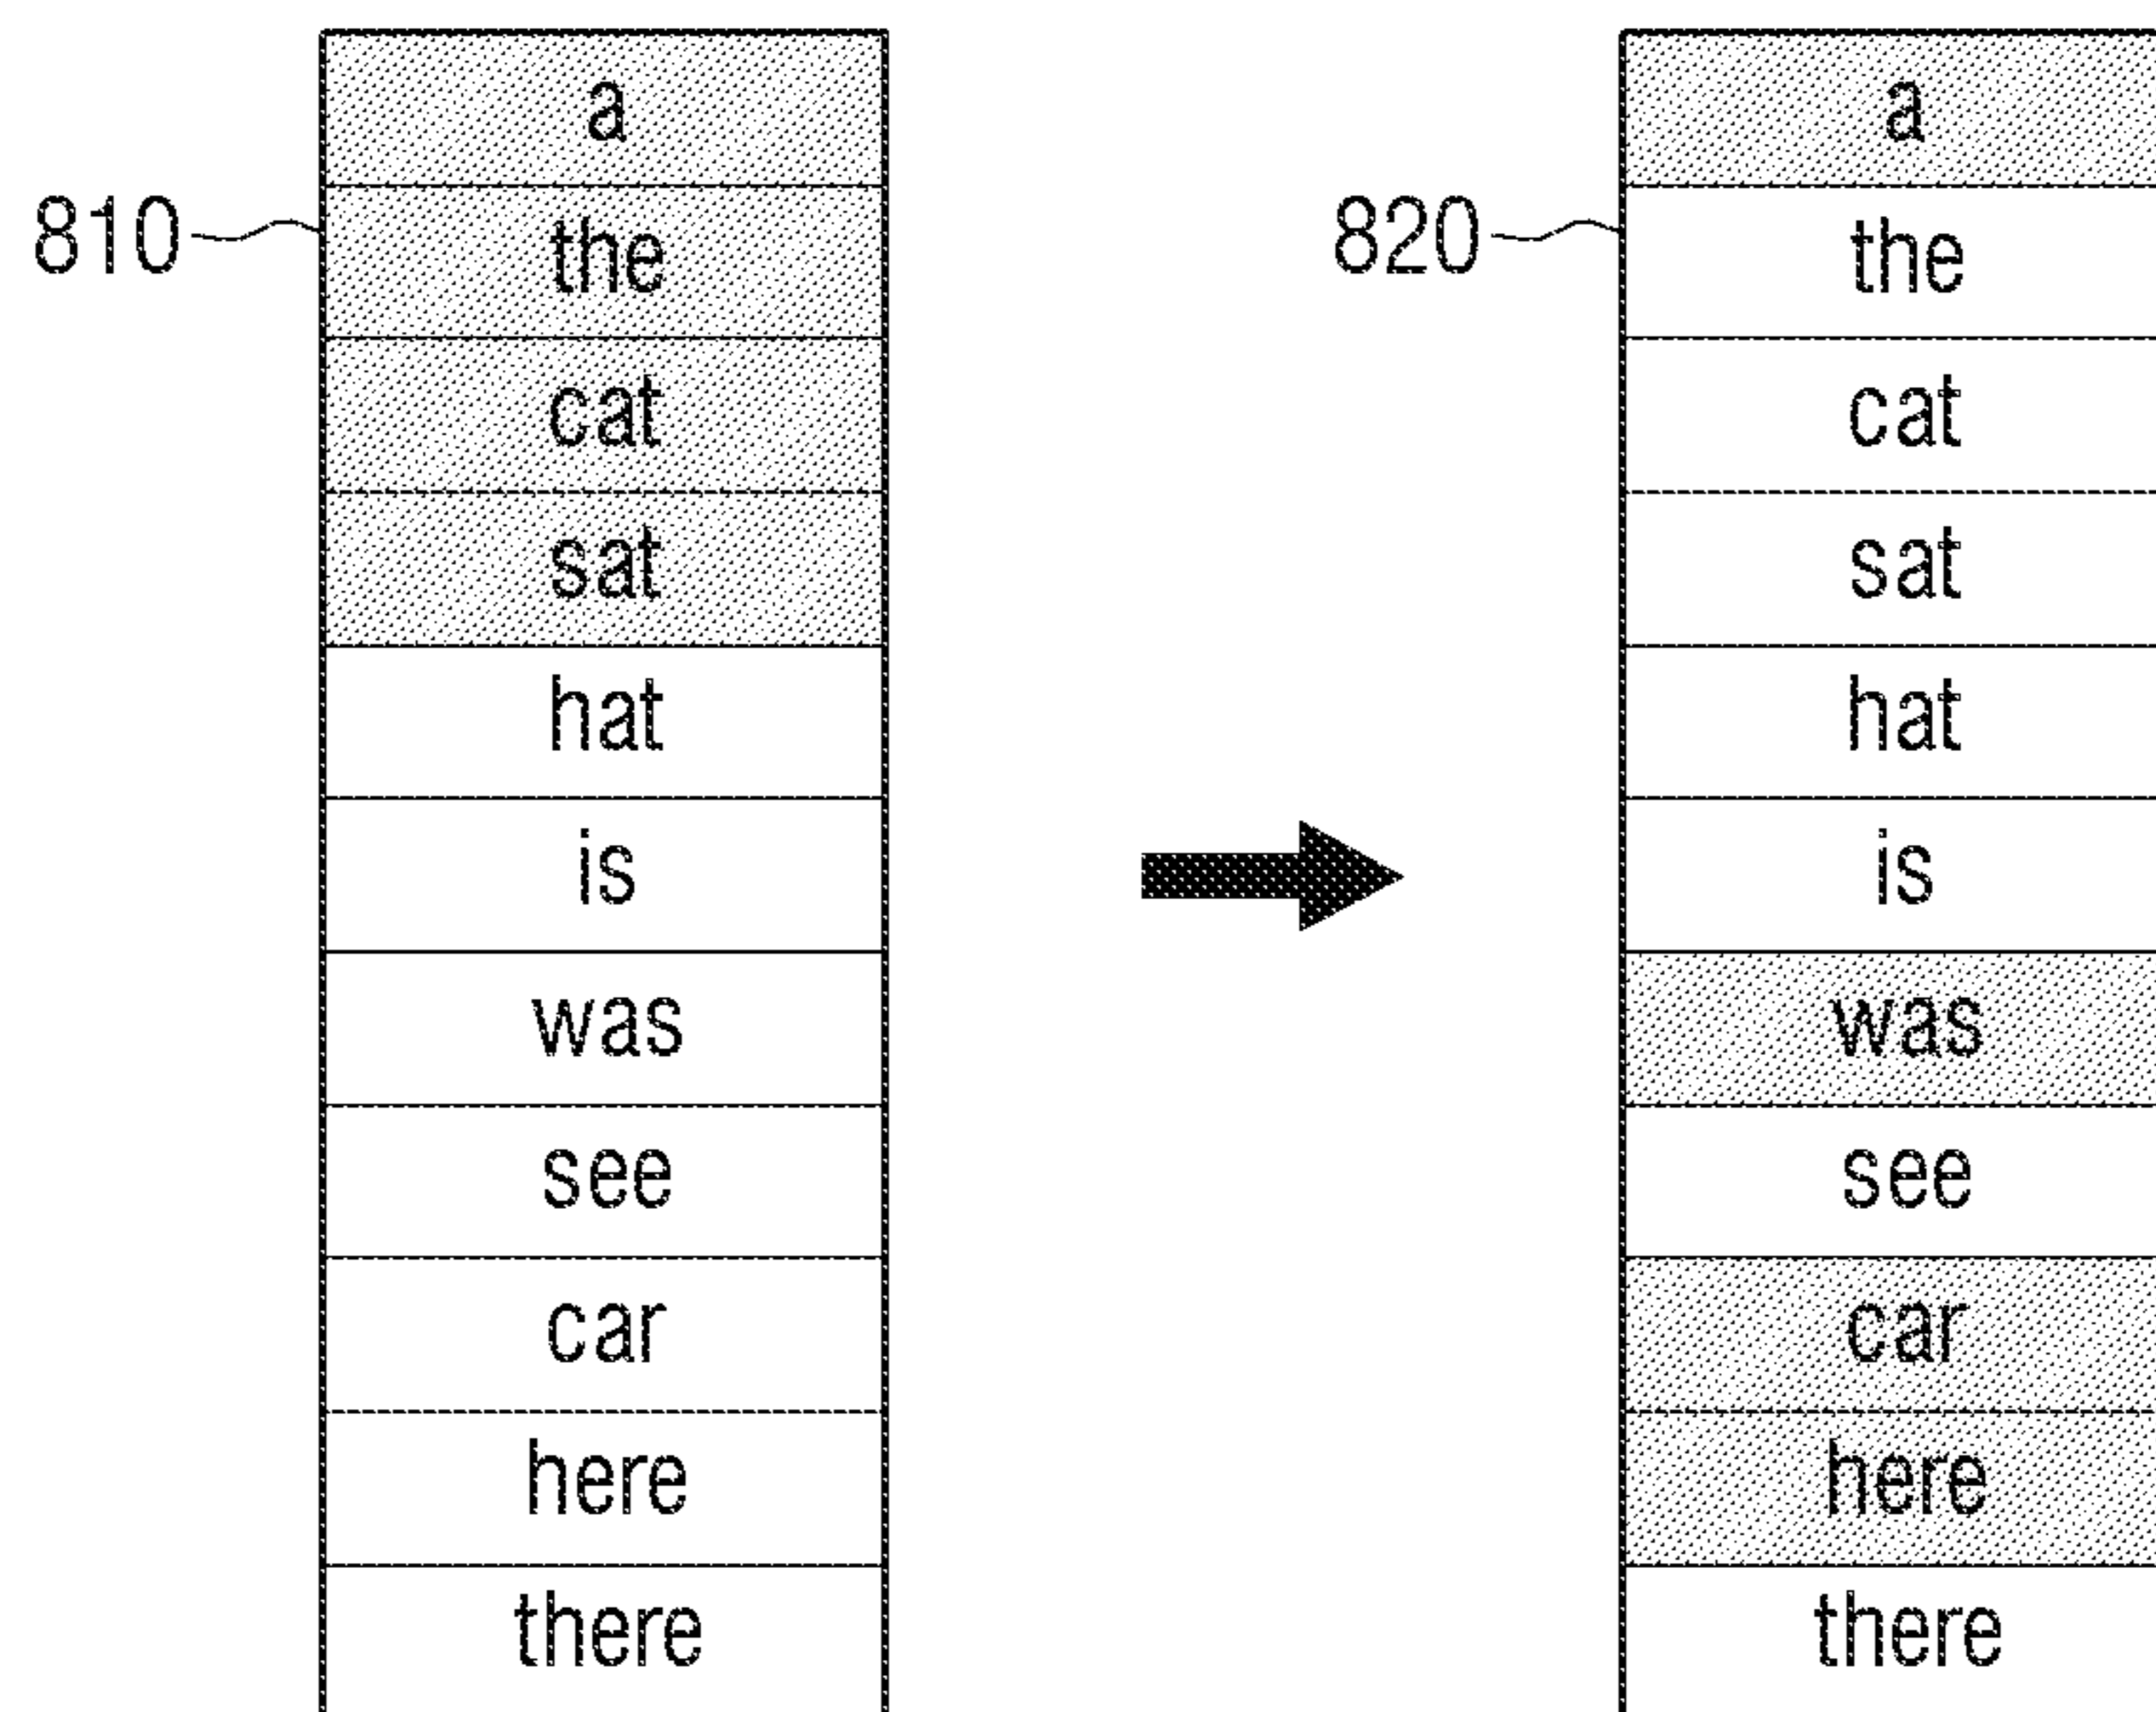 810
a
the
cat
sat
hat
is
was
see
car
here
there
820
a
the
cat
sat
hat
is
was
see
car
here
there